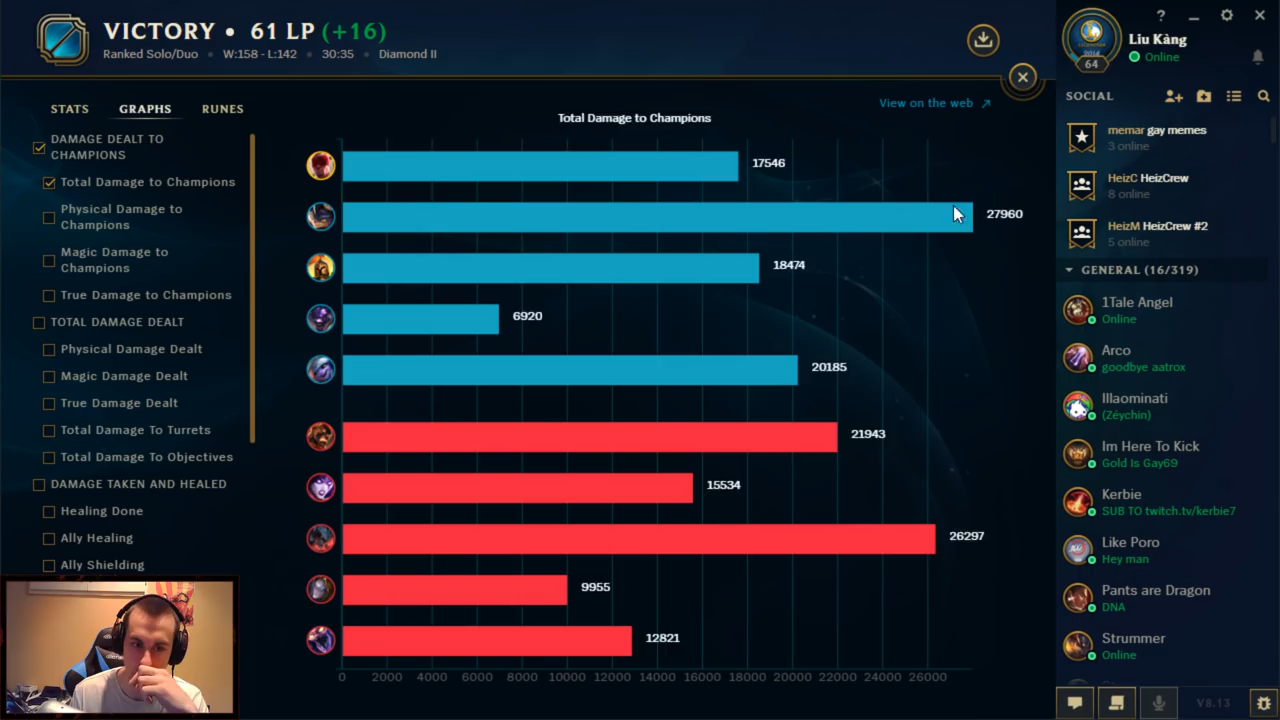 VICTORY • 61 LP (+16)
Ranked Solo/Duo • W:158 - L:142 • 30:35 • Diamond II
STATS GRAPHS RUNES
DAMAGE DEALT TO
CHAMPIONS
Total Damage to Champions
Physical Damage to
Champions
Magic Damage to
Champions
True Damage to Champions
TOTAL DAMAGE DEALT
Physical Damage Dealt
Magic Damage Dealt
True Damage Dealt
Total Damage To Turrets
Total Damage To Objectives
DAMAGE TAKEN AND HEALED
Healing Done
Ally Healing
Ally Shielding
View on the web
Total Damage to Champions
17546
27960
18474
6920
20185
21943
15534
26297
9955
12821
0 2000 4000 6000 8000 10000 12000 14000 16000 18000 20000 22000 24000 26000
?
64
Liu Kàng
Online
SOCIAL
memar gay memes
3 online
HeizC HeizCrew
8 online
HeizM HeizCrew #2
5 online
GENERAL (16/319)
1Tale Angel
Online
Arco
goodbye aatrox
Illaominati
(Zéychin)
Im Here To Kick
Gold Is Gay69
Kerbie
SUB TO twitch.tv/kerbie7
Like Poro
Hey man
Pants are Dragon
DNA
Strummer
Online
V8.13